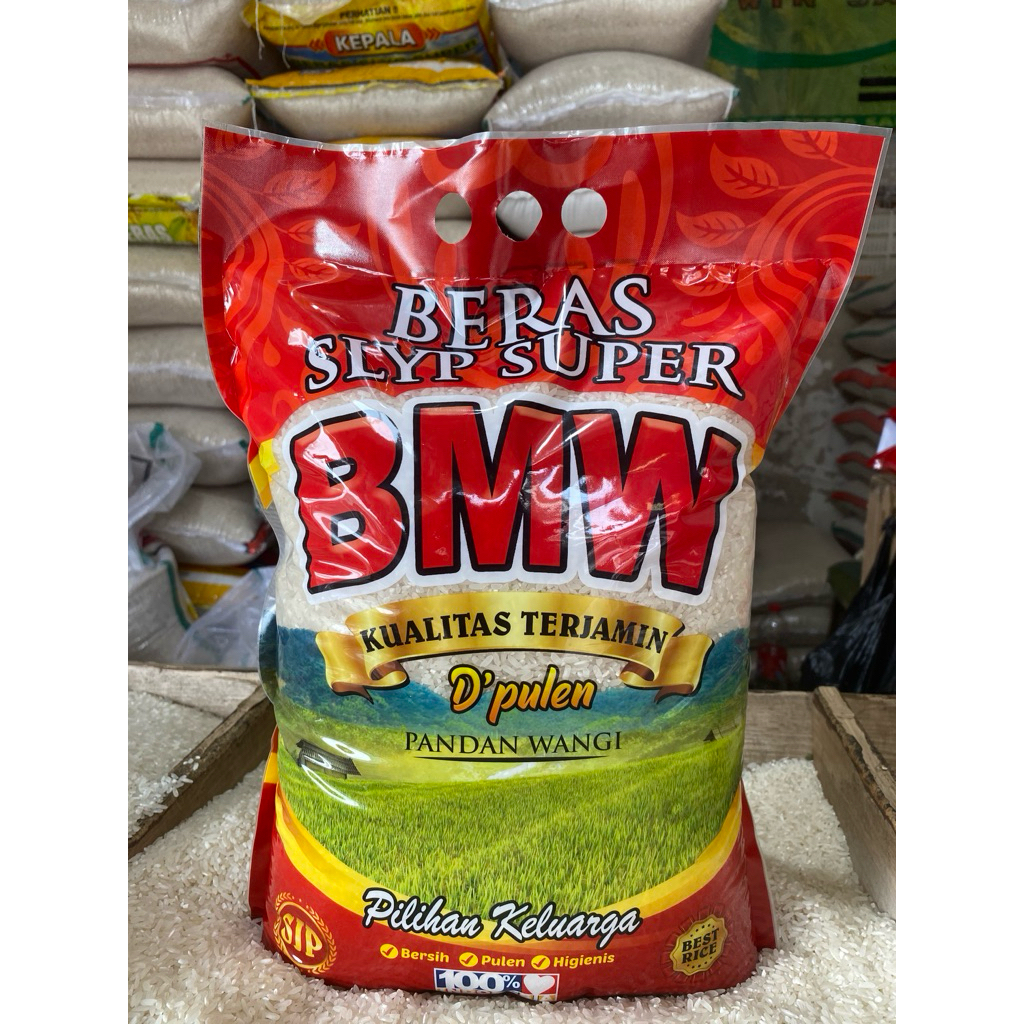 PERHATIAN !!
KEPALA
BERAS
SLYP SUPER
BMW
KUALITAS TERJAMIN
D'pulen
PANDAN WANGI
Pilihan Keluarga
SIP
Bersih Pulen Higienis
BEST
RICE
100%